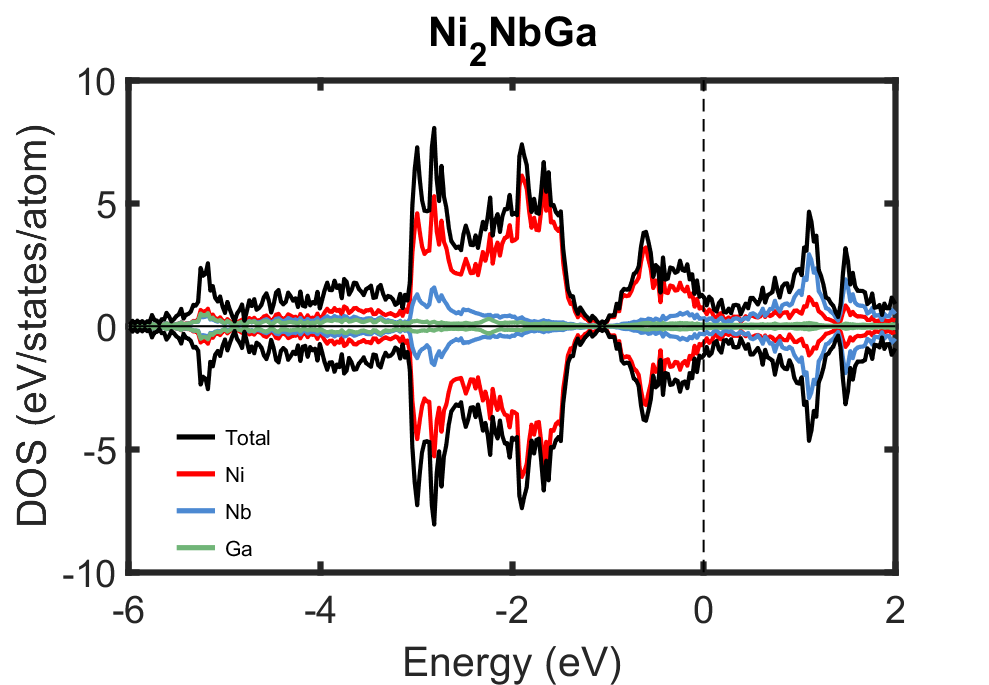 Ni2NbGa
10
5
0
0
-5
-10
DOS (eV/states/atom)
Total
Ni
Nb
Ga
-6
-4
-2
0
2
Energy (eV)